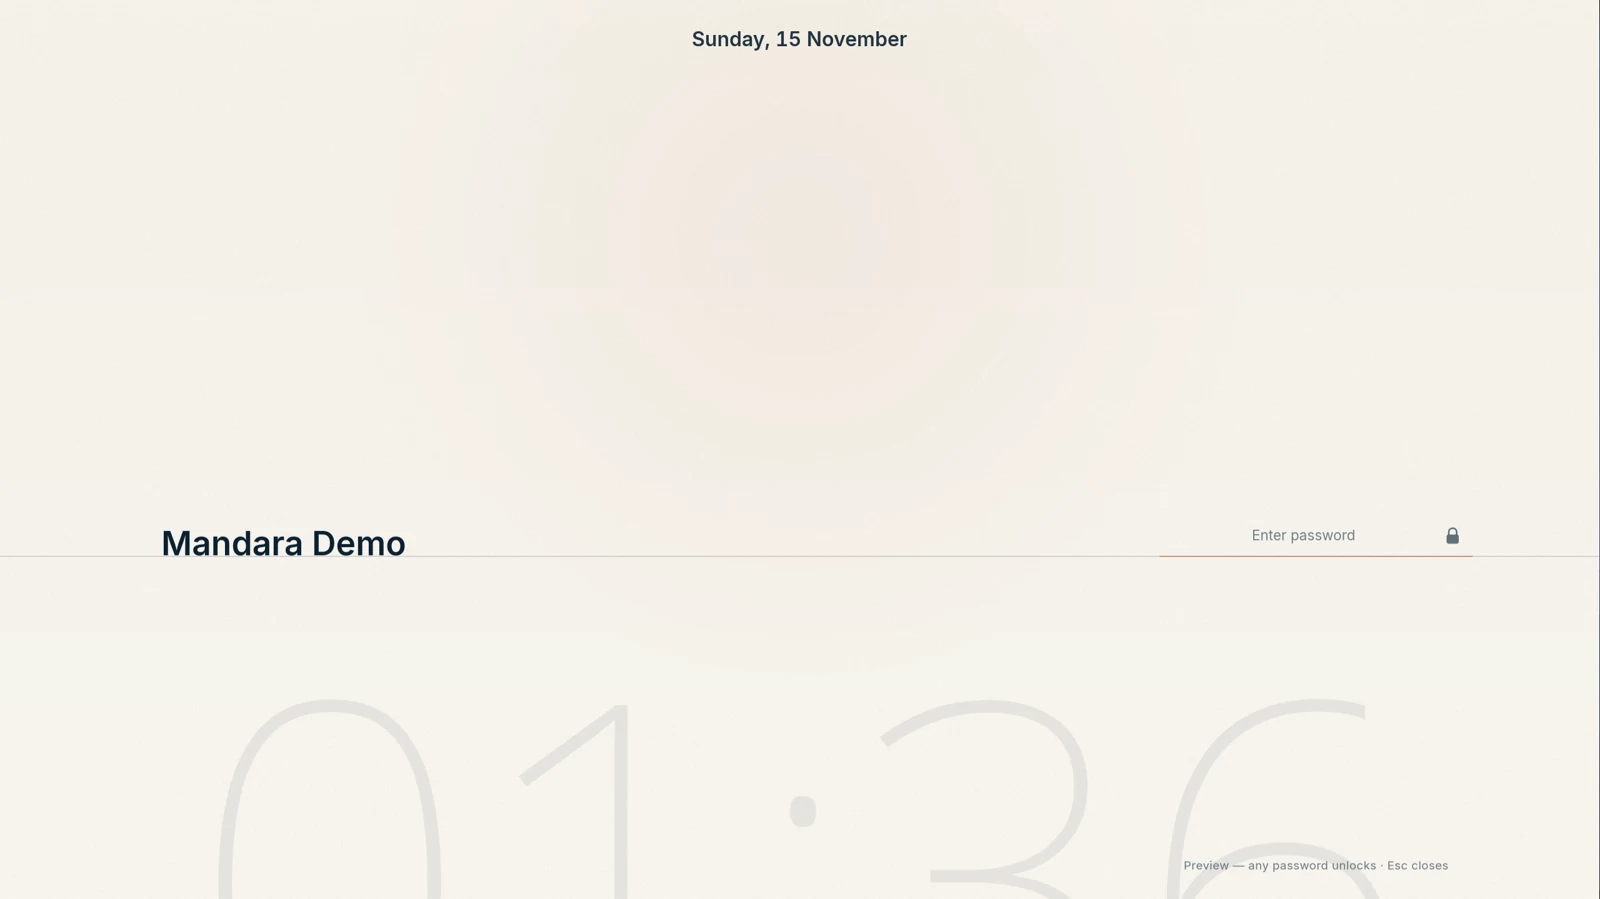 Sunday, 15 November
Mandara Demo
Enter password
01:36
Preview — any password unlocks · Esc closes